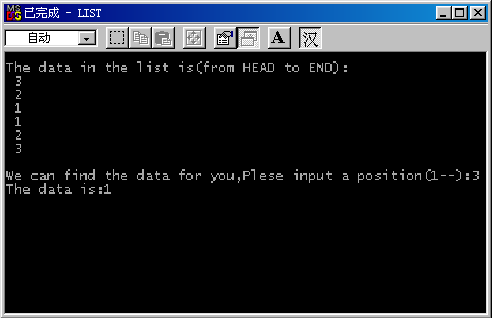 已完成 - LIST
自动
A
汉
The data in the list is(from HEAD to END):
3
2
1
1
2
3
We can find the data for you,Plese input a position(1--):3
The data is:1